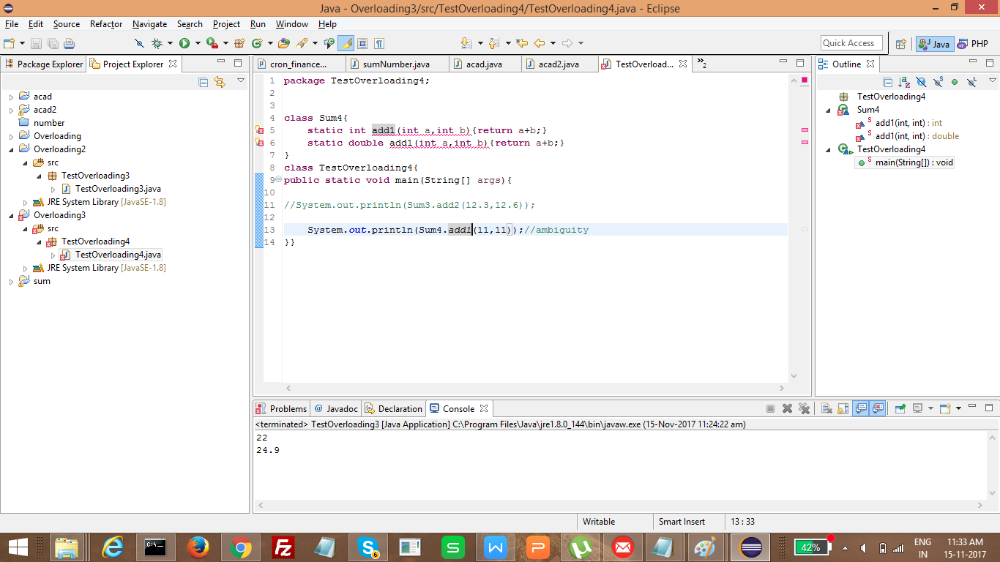 Java - Overloading3/src/TestOverloading4/TestOverloading4.java - Eclipse
File Edit Source Refactor Navigate Search Project Run Window Help
Quick Access
Java
PHP
Package Explorer
Project Explorer
acad
acad2
number
Overloading
Overloading2
src
TestOverloading3
TestOverloading3.java
JRE System Library [JavaSE-1.8]
Overloading3
src
TestOverloading4
TestOverloading4.java
JRE System Library [JavaSE-1.8]
sum
cron_finance...
sumNumber.java
acad.java
acad2.java
TestOverload...
»2
1 package TestOverloading4;
2
3
4 class Sum4{
5 static int add1(int a,int b){return a+b;}
6 static double add1(int a,int b){return a+b;}
7 }
8 class TestOverloading4{
9 public static void main(String[] args){
10
11 //System.out.println(Sum3.add2(12.3,12.6));
12
13 System.out.println(Sum4.add1(11,11));//ambiguity
14 }}
Outline
TestOverloading4
Sum4
add1(int, int) : int
add1(int, int) : double
TestOverloading4
main(String[]) : void
Problems
@ Javadoc
Declaration
Console
<terminated> TestOverloading3 [Java Application] C:\Program Files\Java\jre1.8.0_144\bin\javaw.exe (15-Nov-2017 11:24:22 am)
22
24.9
Writable
Smart Insert
13 : 33
42%
ENG
IN
11:33 AM
15-11-2017